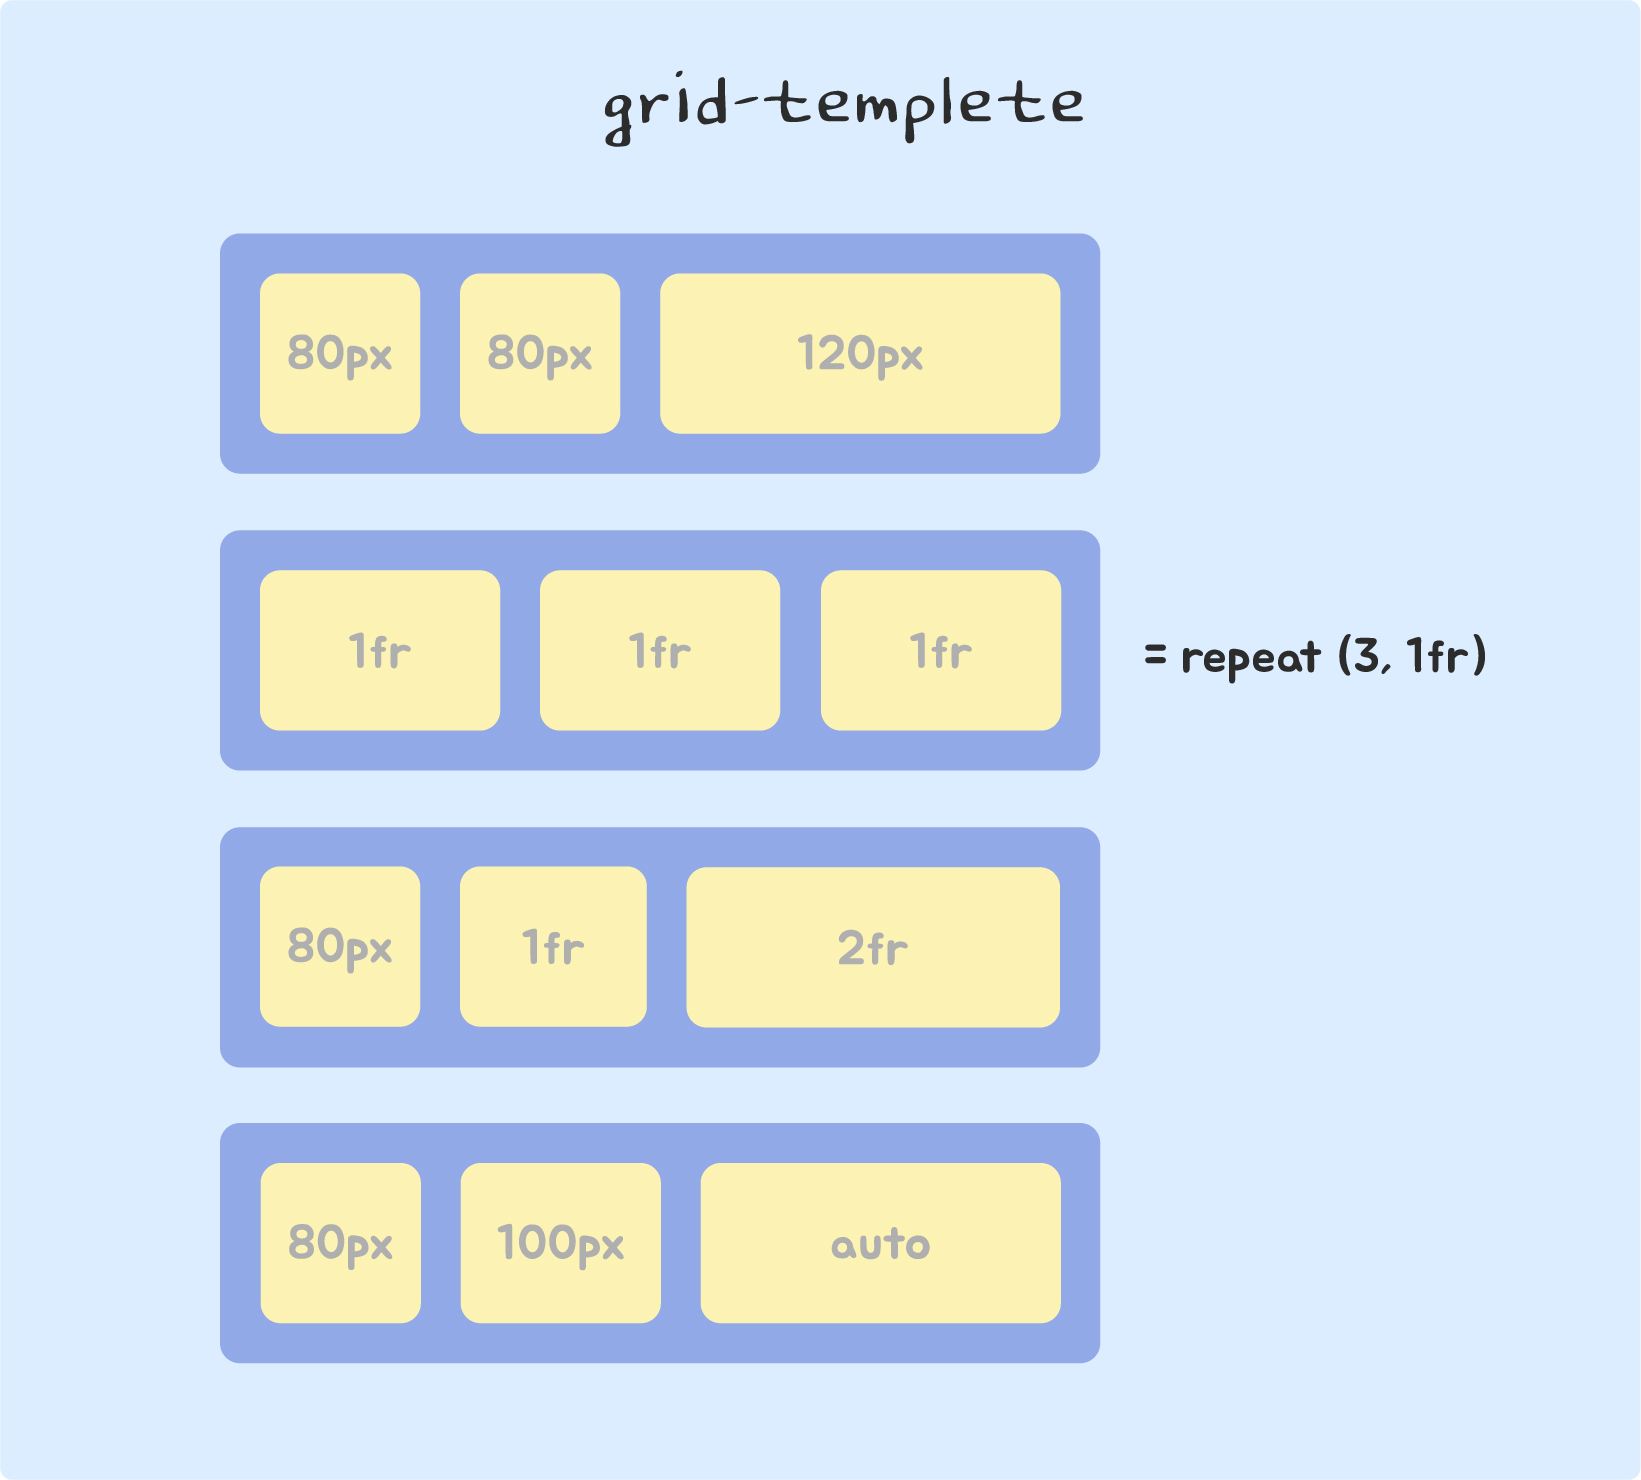 grid-templete
80px 80px 120px
1fr 1fr 1fr = repeat (3, 1fr)
80px 1fr 2fr
80px 100px auto